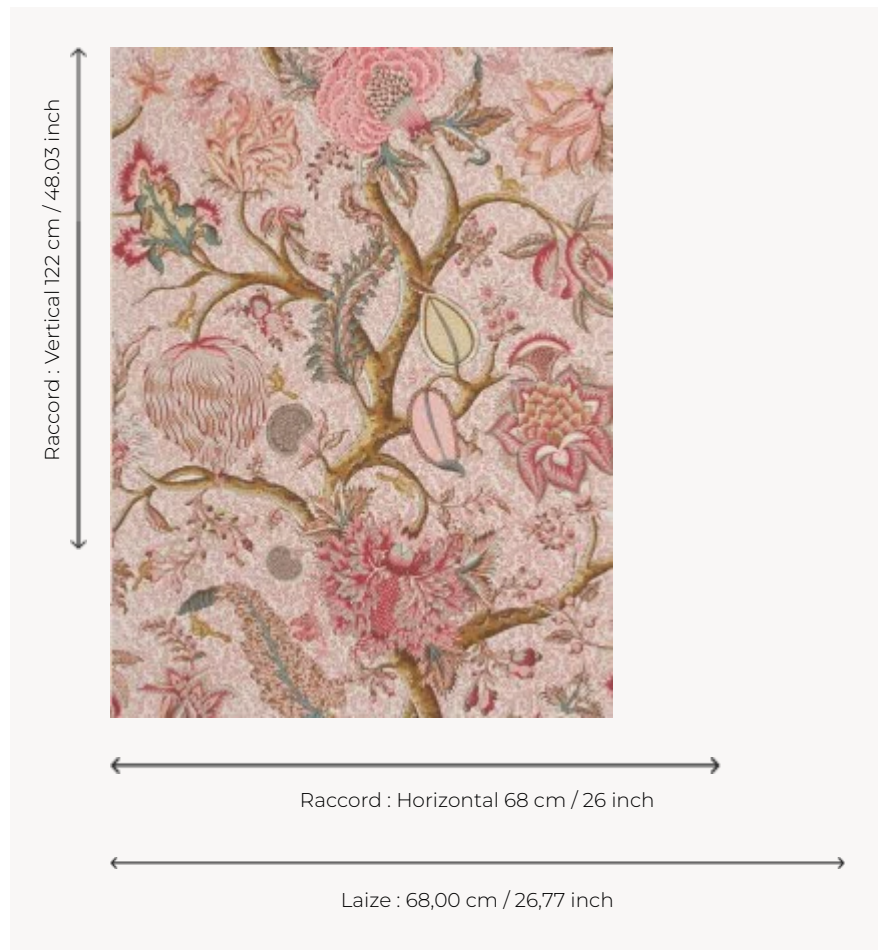 Raccord : Vertical 122 cm / 48.03 inch
Raccord : Horizontal 68 cm / 26 inch
Laize : 68,00 cm / 26,77 inch